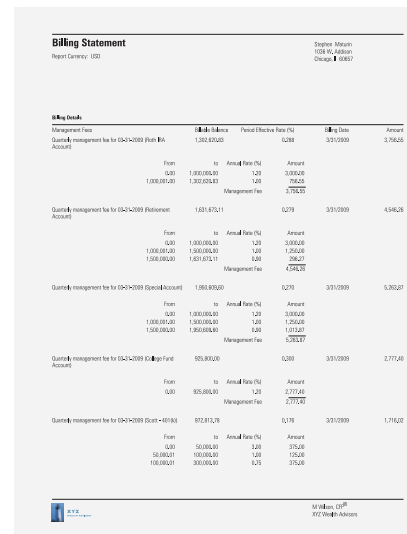 Billing Statement
Report Currency: USD
Stephen Maturin
1036 W. Addison
Chicago, Il 60657
Billing Details
Management Fees Billable Balance Period Effective Rate (%) Billing Date Amount
Quarterly management fee for 03-31-2009 (Roth IRA Account) 1,302,620.83 0.288 3/31/2009 3,756.55
From to Annual Rate (%) Amount
0.00 1,000,000.00 1.20 3,000.00
1,000,001.00 1,302,620.83 1.00 756.55
Management Fee 3,756.55
Quarterly management fee for 03-31-2009 (Retirement Account) 1,631,673.11 0.279 3/31/2009 4,546.26
From to Annual Rate (%) Amount
0.00 1,000,000.00 1.20 3,000.00
1,000,001.00 1,500,000.00 1.00 1,250.00
1,500,000.00 1,631,673.11 0.90 296.27
Management Fee 4,546.26
Quarterly management fee for 03-31-2009 (Special Account) 1,950,609.60 0.270 3/31/2009 5,263.87
From to Annual Rate (%) Amount
0.00 1,000,000.00 1.20 3,000.00
1,000,001.00 1,500,000.00 1.00 1,250.00
1,500,000.00 1,950,609.60 0.90 1,013.87
Management Fee 5,263.87
Quarterly management fee for 03-31-2009 (College Fund Account) 925,800.00 0.300 3/31/2009 2,777.40
From to Annual Rate (%) Amount
0.00 925,800.00 1.20 2,777.40
Management Fee 2,777.40
Quarterly management fee for 03-31-2009 (Scott - 401(k)) 972,813.78 0.176 3/31/2009 1,718.02
From to Annual Rate (%) Amount
0.00 50,000.00 3.00 375.00
50,000.01 100,000.00 1.00 125.00
100,000.01 300,000.00 0.75 375.00
XYZ
M Wilson, CFP®
XYZ Wealth Advisors